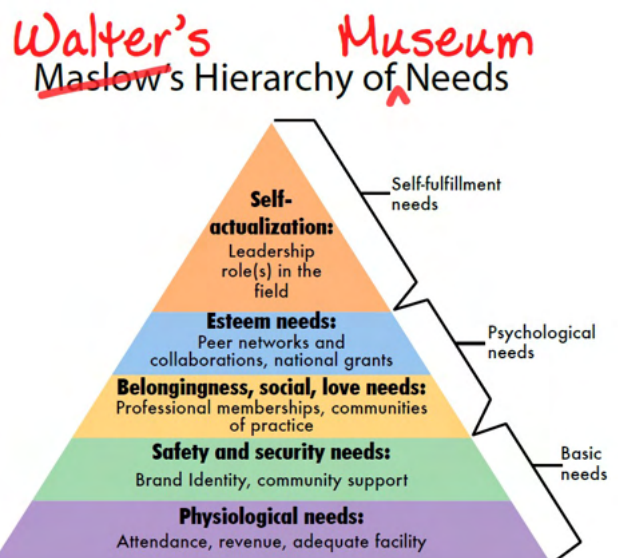 Walter's Museum
Maslow's Hierarchy of Needs
Self-fulfillment
needs
Self-
actualization:
Leadership
role(s) in the
field
Esteem needs:
Peer networks and
collaborations, national grants
Psychological
needs
Belongingness, social, love needs:
Professional memberships, communities
of practice
Safety and security needs:
Brand Identity, community support
Basic
needs
Physiological needs:
Attendance, revenue, adequate facility